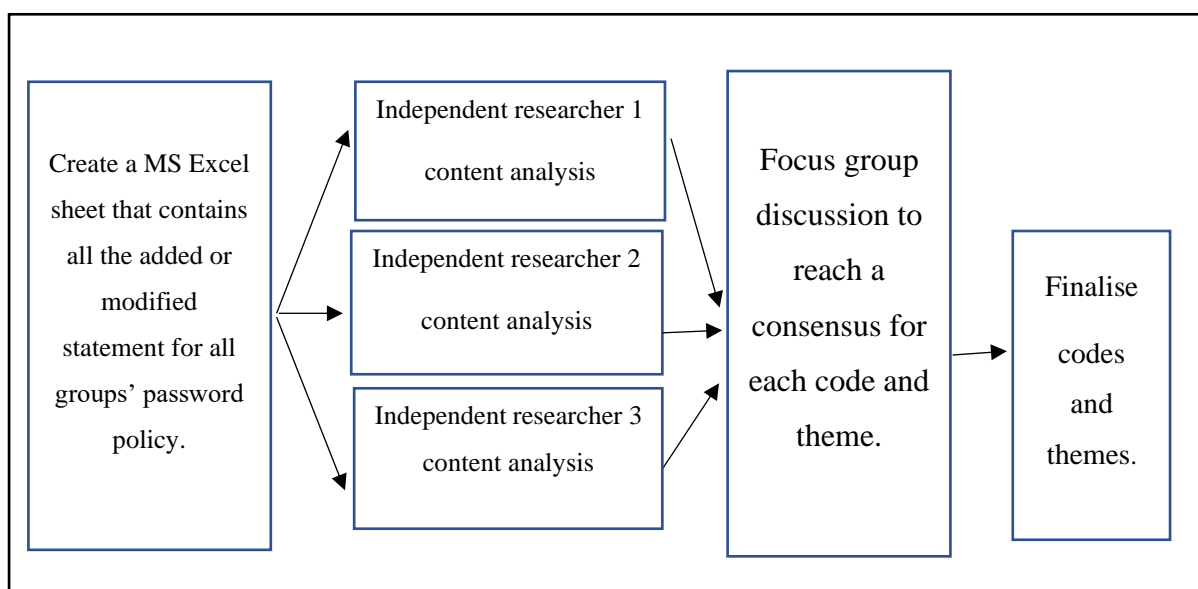 Create a MS Excel
sheet that contains
all the added or
modified
statement for all
groups’ password
policy.
Independent researcher 1
content analysis
Independent researcher 2
content analysis
Independent researcher 3
content analysis
Focus group
discussion to
reach a
consensus for
each code and
theme.
Finalise
codes
and
themes.